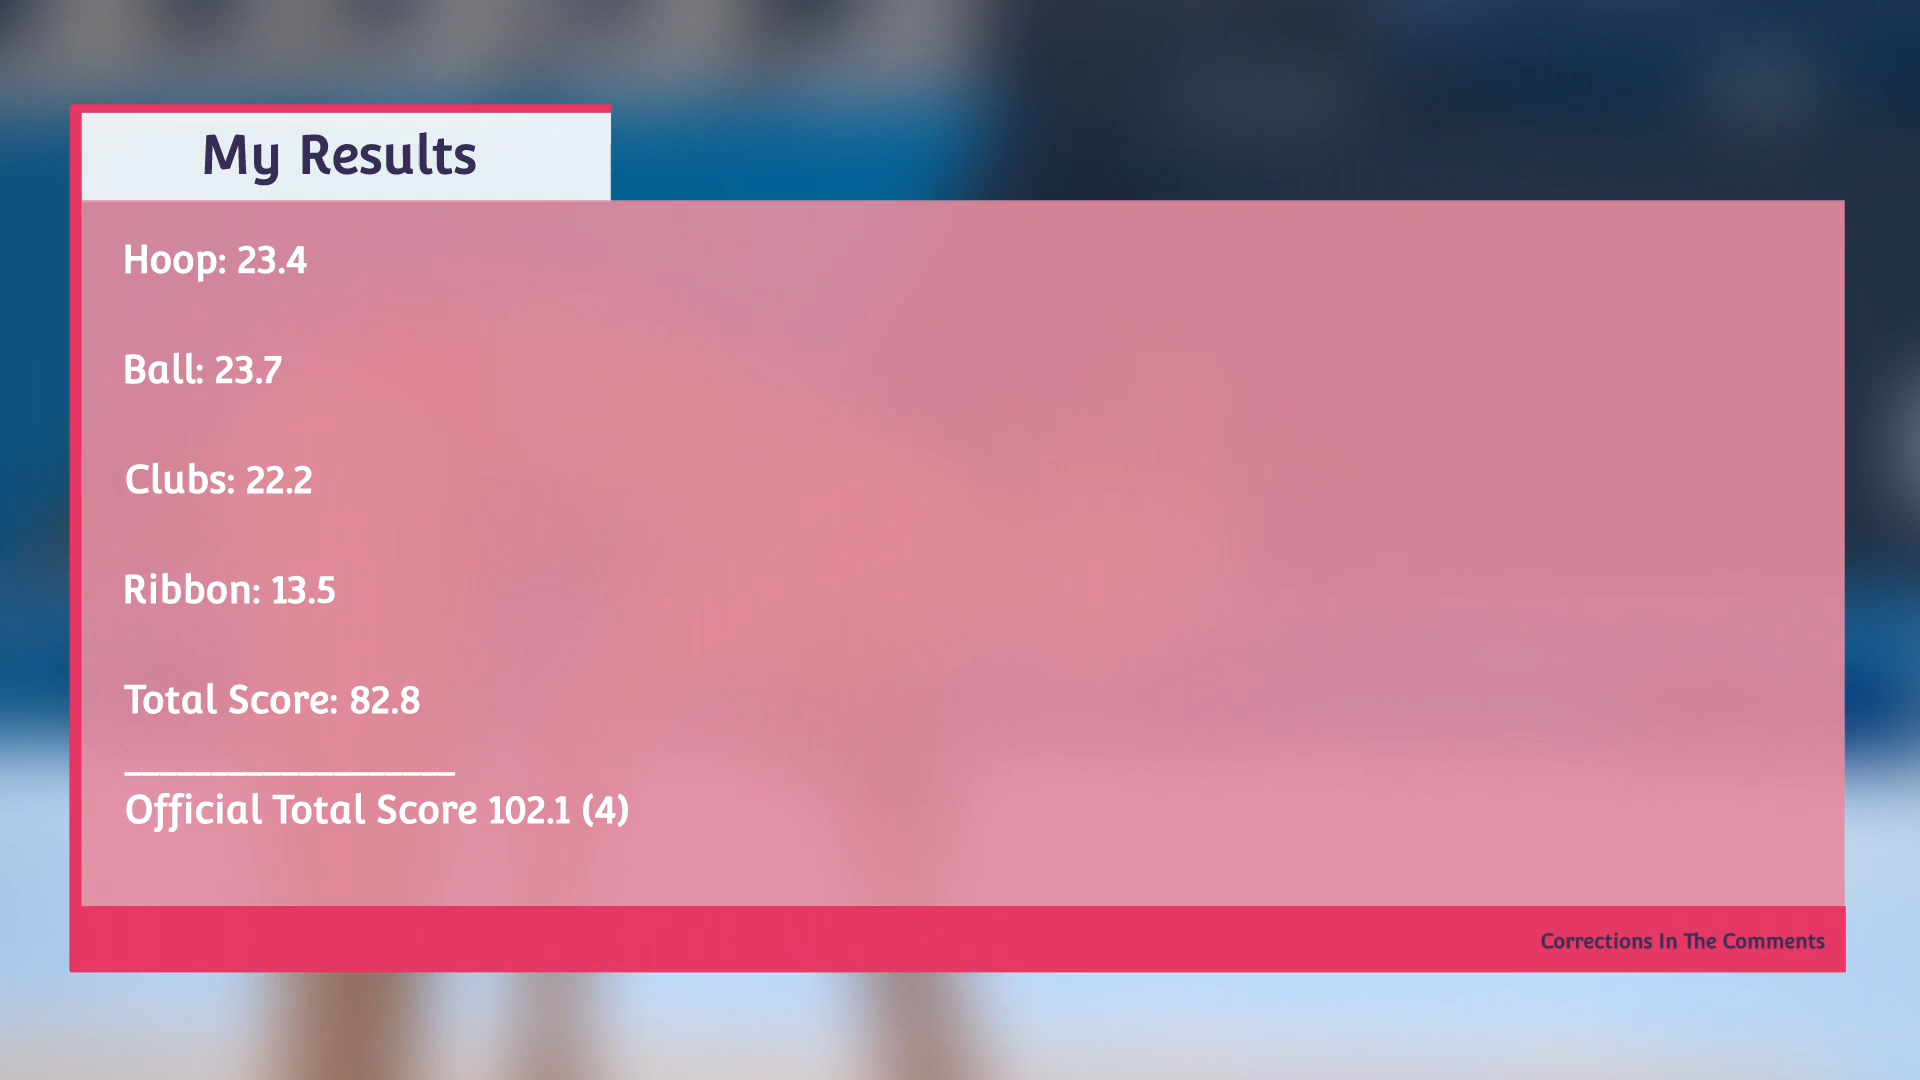 My Results
Hoop: 23.4
Ball: 23.7
Clubs: 22.2
Ribbon: 13.5
Total Score: 82.8
___________________
Official Total Score 102.1 (4)
Corrections In The Comments